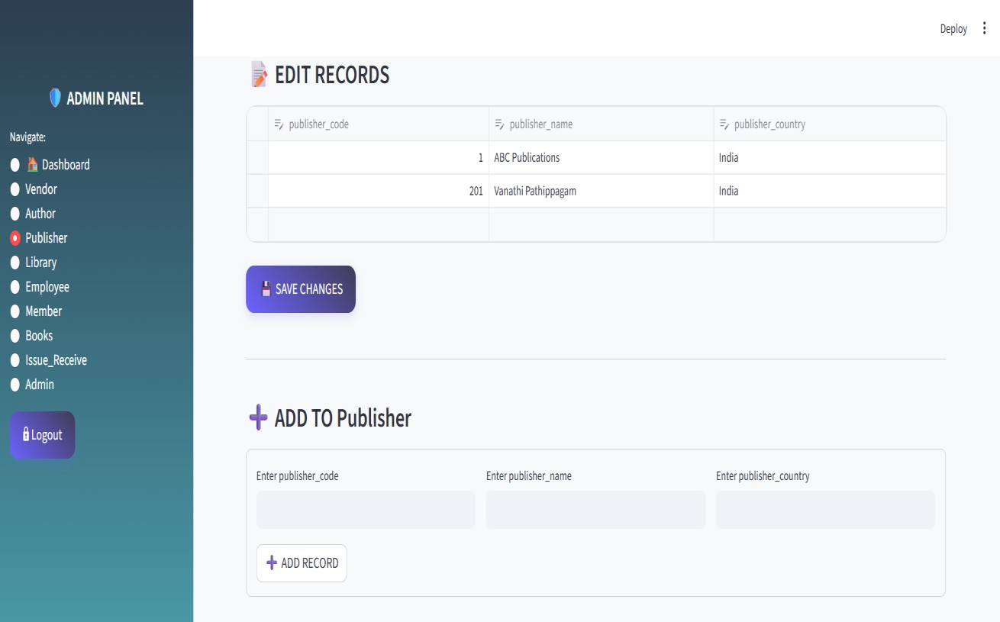 Deploy
ADMIN PANEL
Navigate:
Dashboard
Vendor
Author
Publisher
Library
Employee
Member
Books
Issue_Receive
Admin
Logout
EDIT RECORDS
publisher_code publisher_name publisher_country
1 ABC Publications India
201 Vanathi Pathippagam India
SAVE CHANGES
ADD TO Publisher
Enter publisher_code Enter publisher_name Enter publisher_country
ADD RECORD